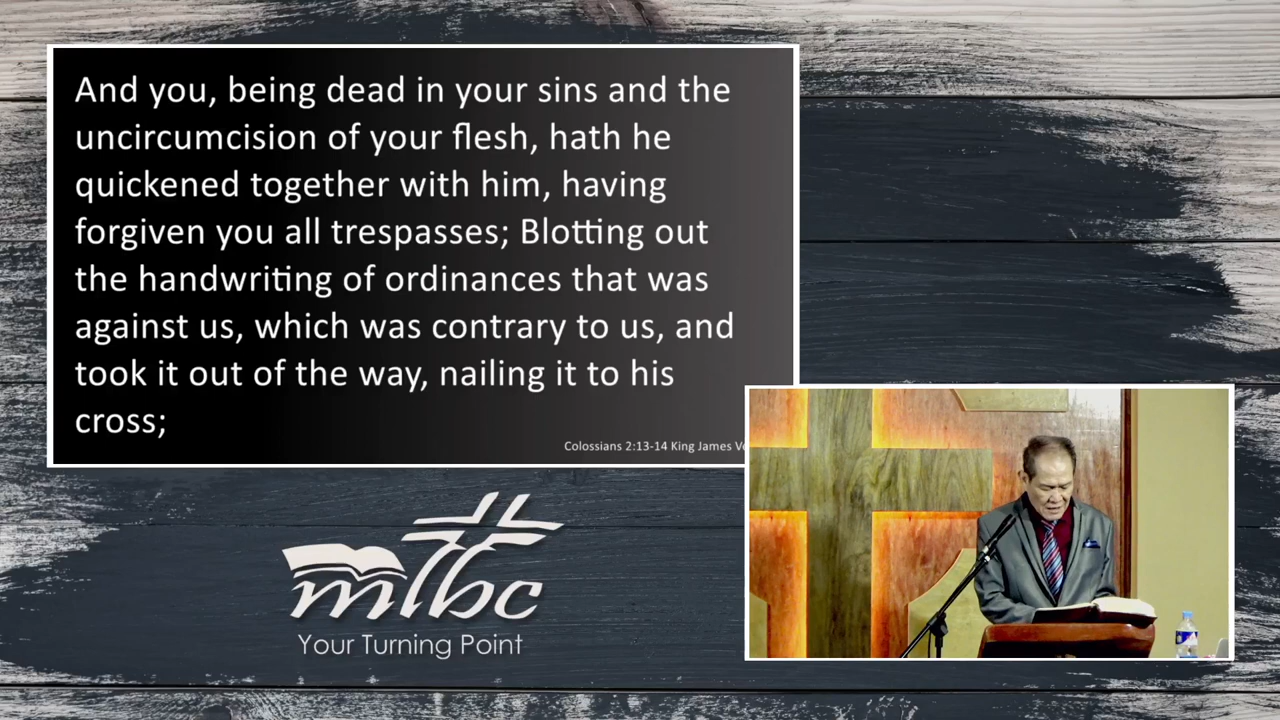 And you, being dead in your sins and the
uncircumcision of your flesh, hath he
quickened together with him, having
forgiven you all trespasses; Blotting out
the handwriting of ordinances that was
against us, which was contrary to us, and
took it out of the way, nailing it to his
cross;
Colossians 2:13-14 King James
mlbc
Your Turning Point